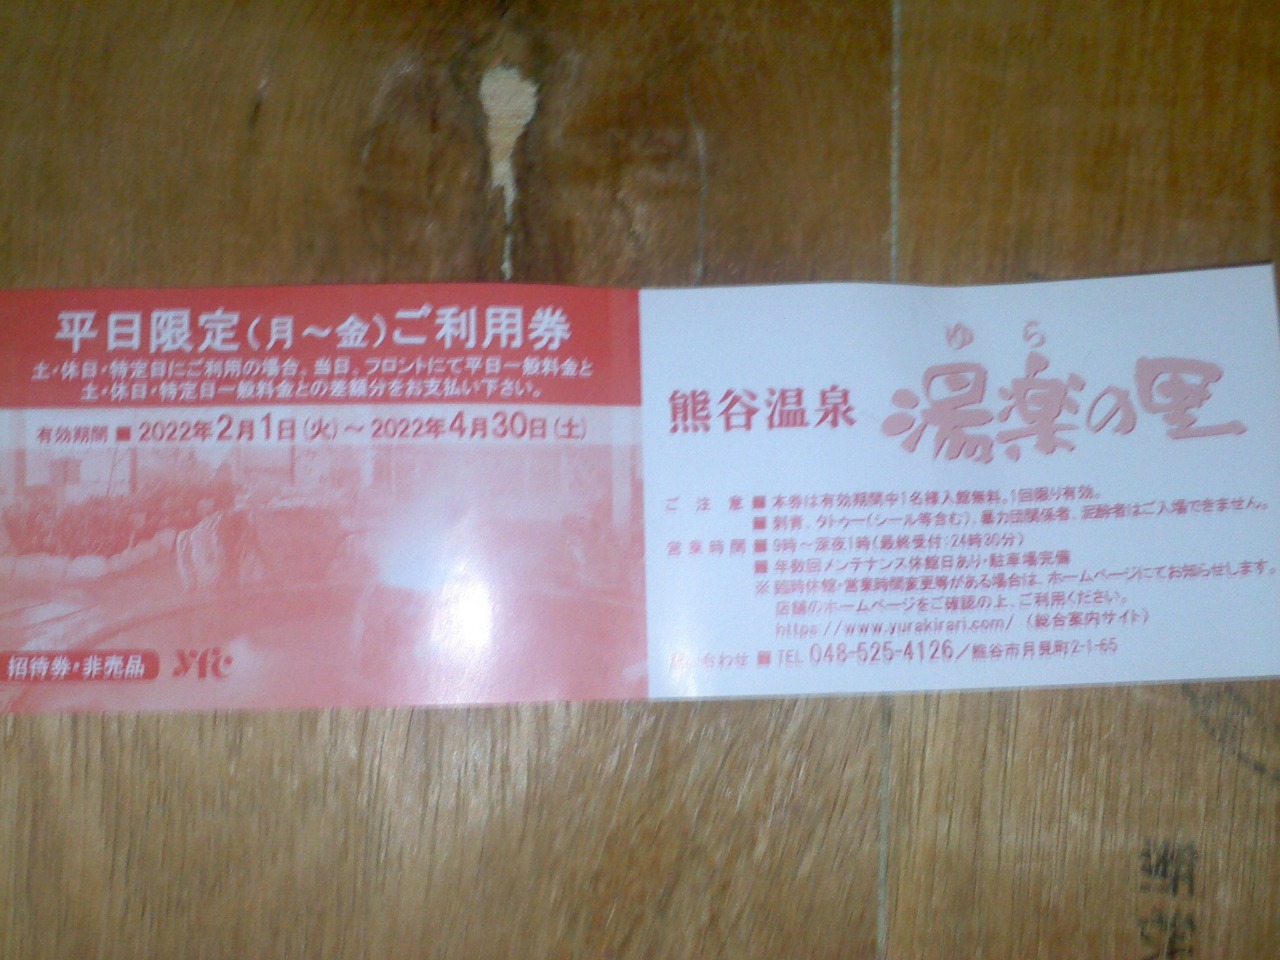 平日限定(月～金)ご利用券
土・休日・特定日にご利用の場合、当日、フロントにて平日一般料金と
土・休日・特定日一般料金との差額分をお支払い下さい。
有効期間 ■ 2022年2月1日(火)～2022年4月30日(土)
招待券・非売品
ゆら
熊谷温泉 湯楽の里
ご注意 ■ 本券は有効期間中1名様入館無料。1回限り有効。
■ 刺青、タトゥー(シール等含む)、暴力団関係者、泥酔者はご入場できません。
営業時間 ■ 9時～深夜1時(最終受付:24時30分)
■ 年数回メンテナンス休館日あり・駐車場完備
※ 臨時休館・営業時間変更等がある場合は、ホームページにてお知らせします。
店舗のホームページをご確認の上、ご利用ください。
https://www.yurakirari.com/ (総合案内サイト)
合わせ ■ TEL 048-525-4126／熊谷市月見町2-1-65